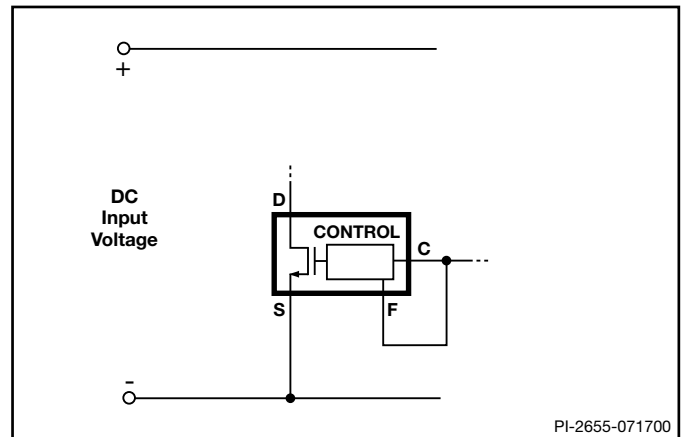 +
DC
Input
Voltage
D
CONTROL
C
S
F
-
PI-2655-071700